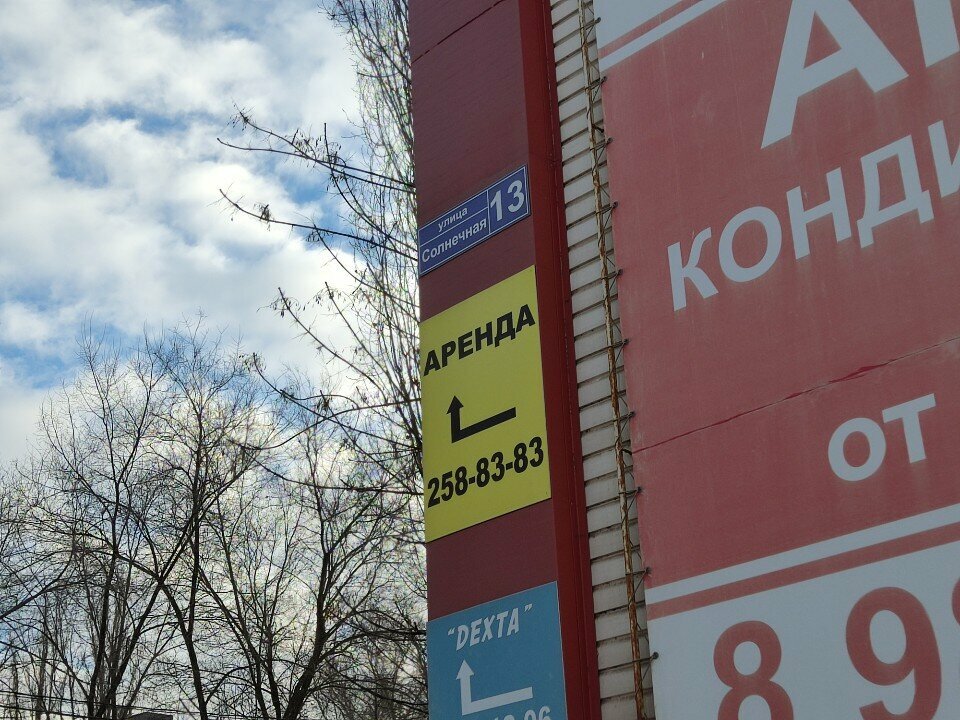 улица
Солнечная
13
АРЕНДА
258-83-83
"DEXTA"
КОНДИ
ОТ
8 9